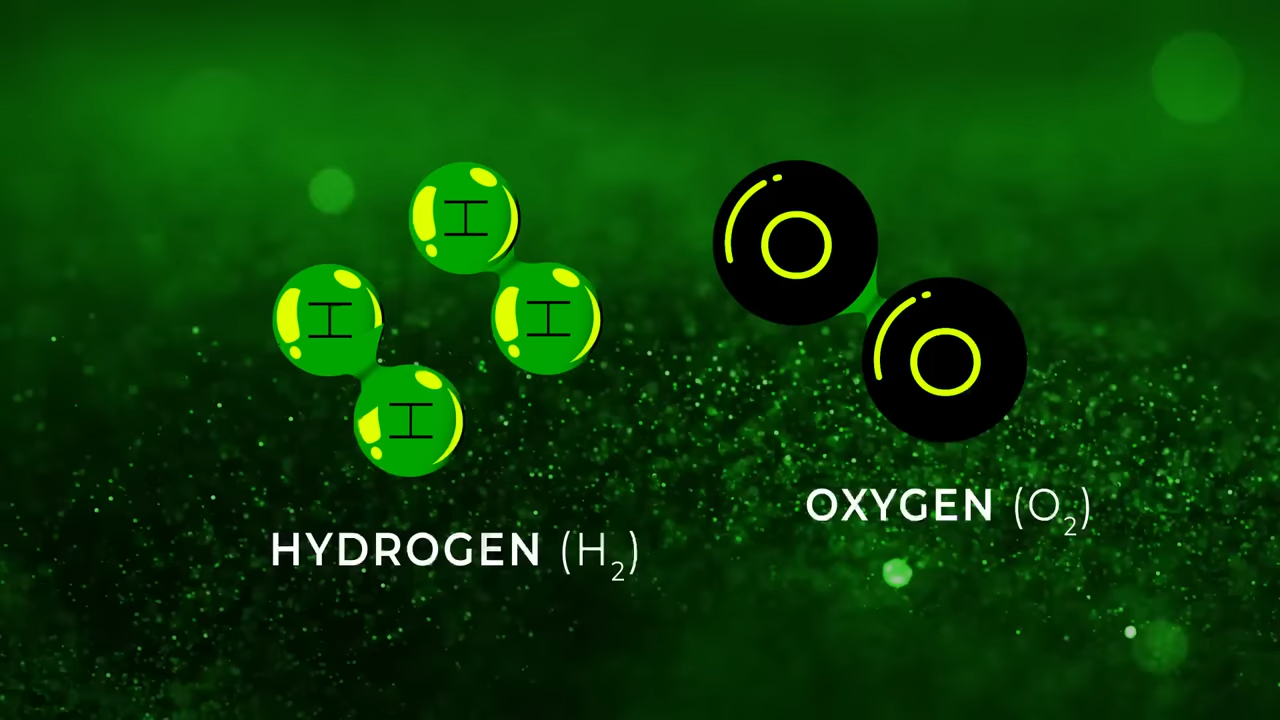 H
H
H
H
O
O
OXYGEN (O₂)
HYDROGEN (H₂)